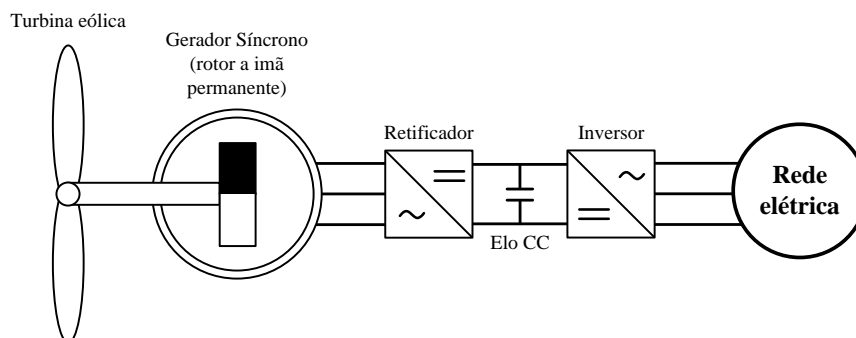 Turbina eólica
Gerador Síncrono
(rotor a imã
permanente)
Retificador
Inversor
Elo CC
Rede
elétrica